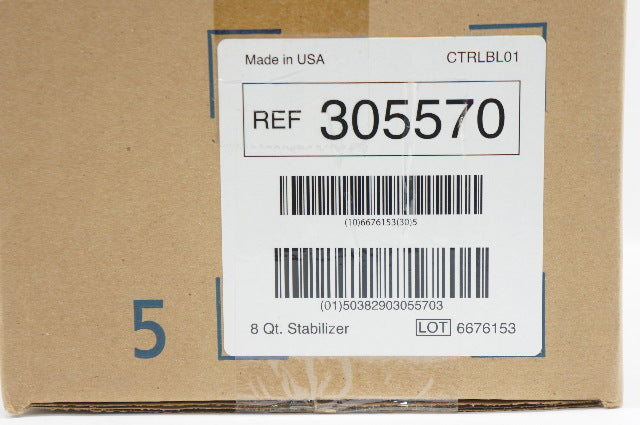 Made in USA CTRLBL01
REF 305570
(10)6676153(30)5
(01)50382903055703
8 Qt. Stabilizer LOT 6676153
5